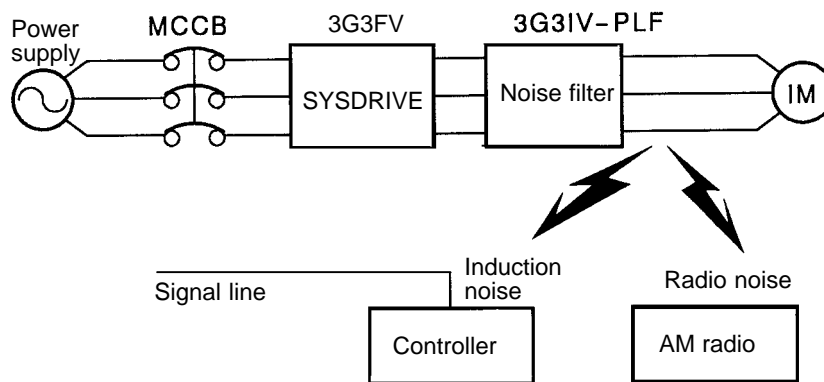 Power
supply
MCCB
3G3FV
3G3IV-PLF
SYSDRIVE
Noise filter
IM
Induction
noise
Signal line
Radio noise
Controller
AM radio